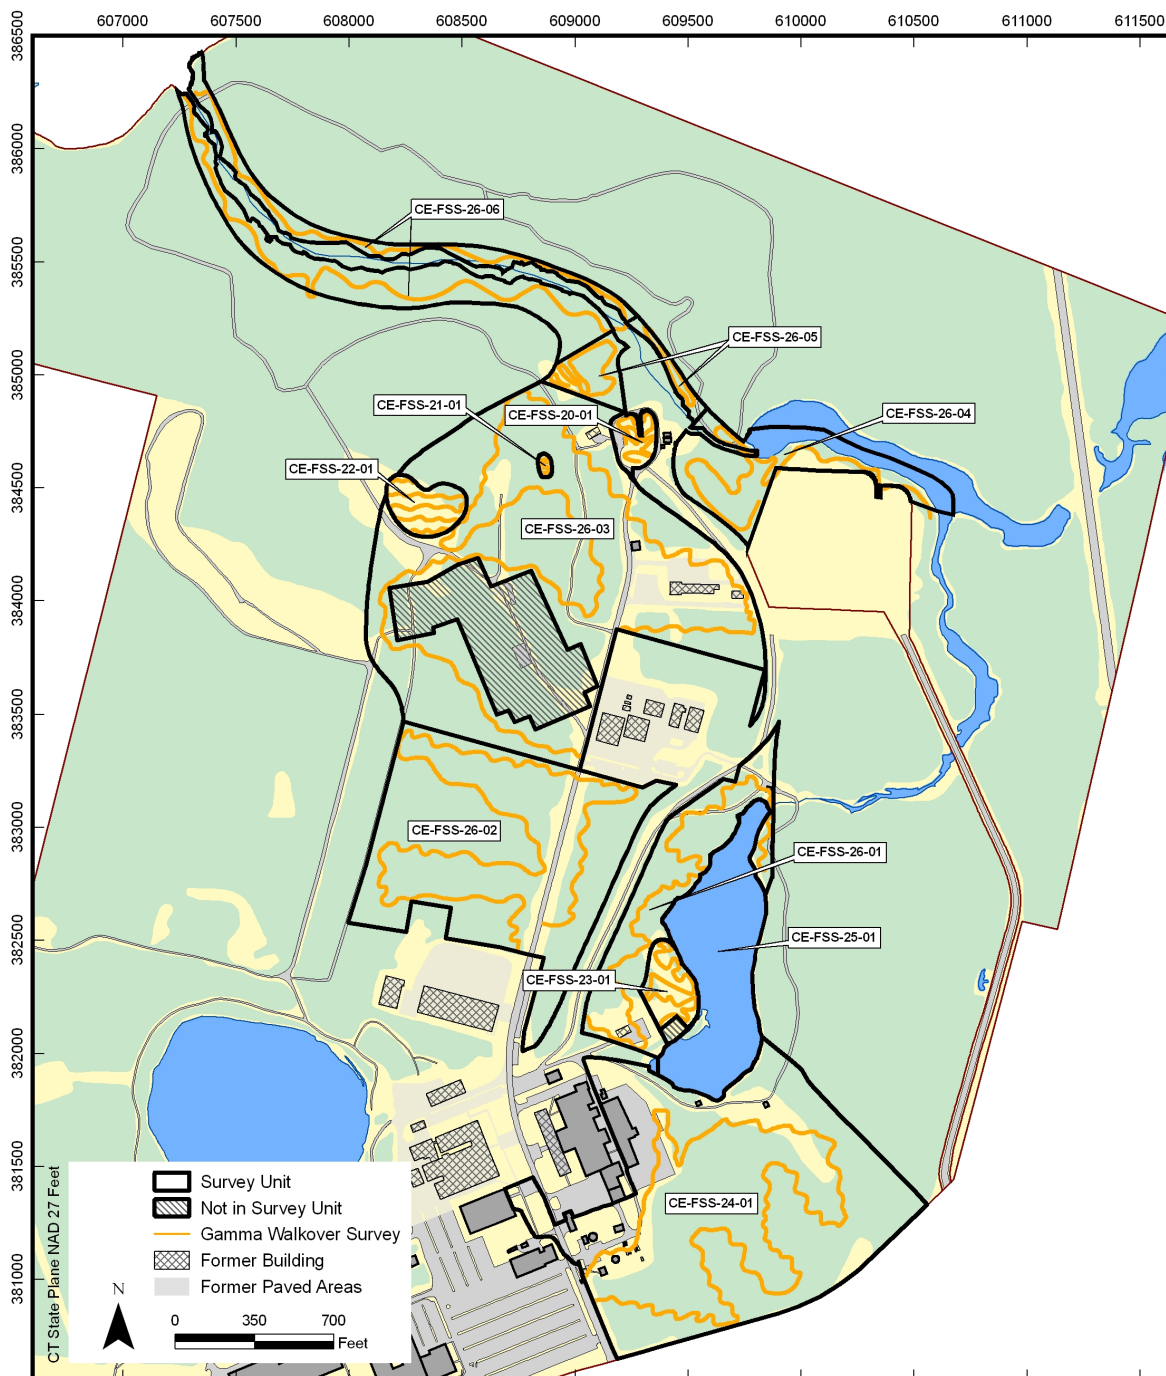 607000 607500 608000 608500 609000 609500 610000 610500 611000 611500
386500
386000
385500
385000
384500
384000
383500
383000
382500
382000
381500
381000
CE-FSS-26-06
CE-FSS-26-05
CE-FSS-21-01
CE-FSS-20-01
CE-FSS-26-04
CE-FSS-22-01
CE-FSS-26-03
CE-FSS-26-02
CE-FSS-26-01
CE-FSS-25-01
CE-FSS-23-01
CE-FSS-24-01
CT State Plane NAD 27 Feet
Survey Unit
Not in Survey Unit
Gamma Walkover Survey
Former Building
Former Paved Areas
N
0 350 700
Feet